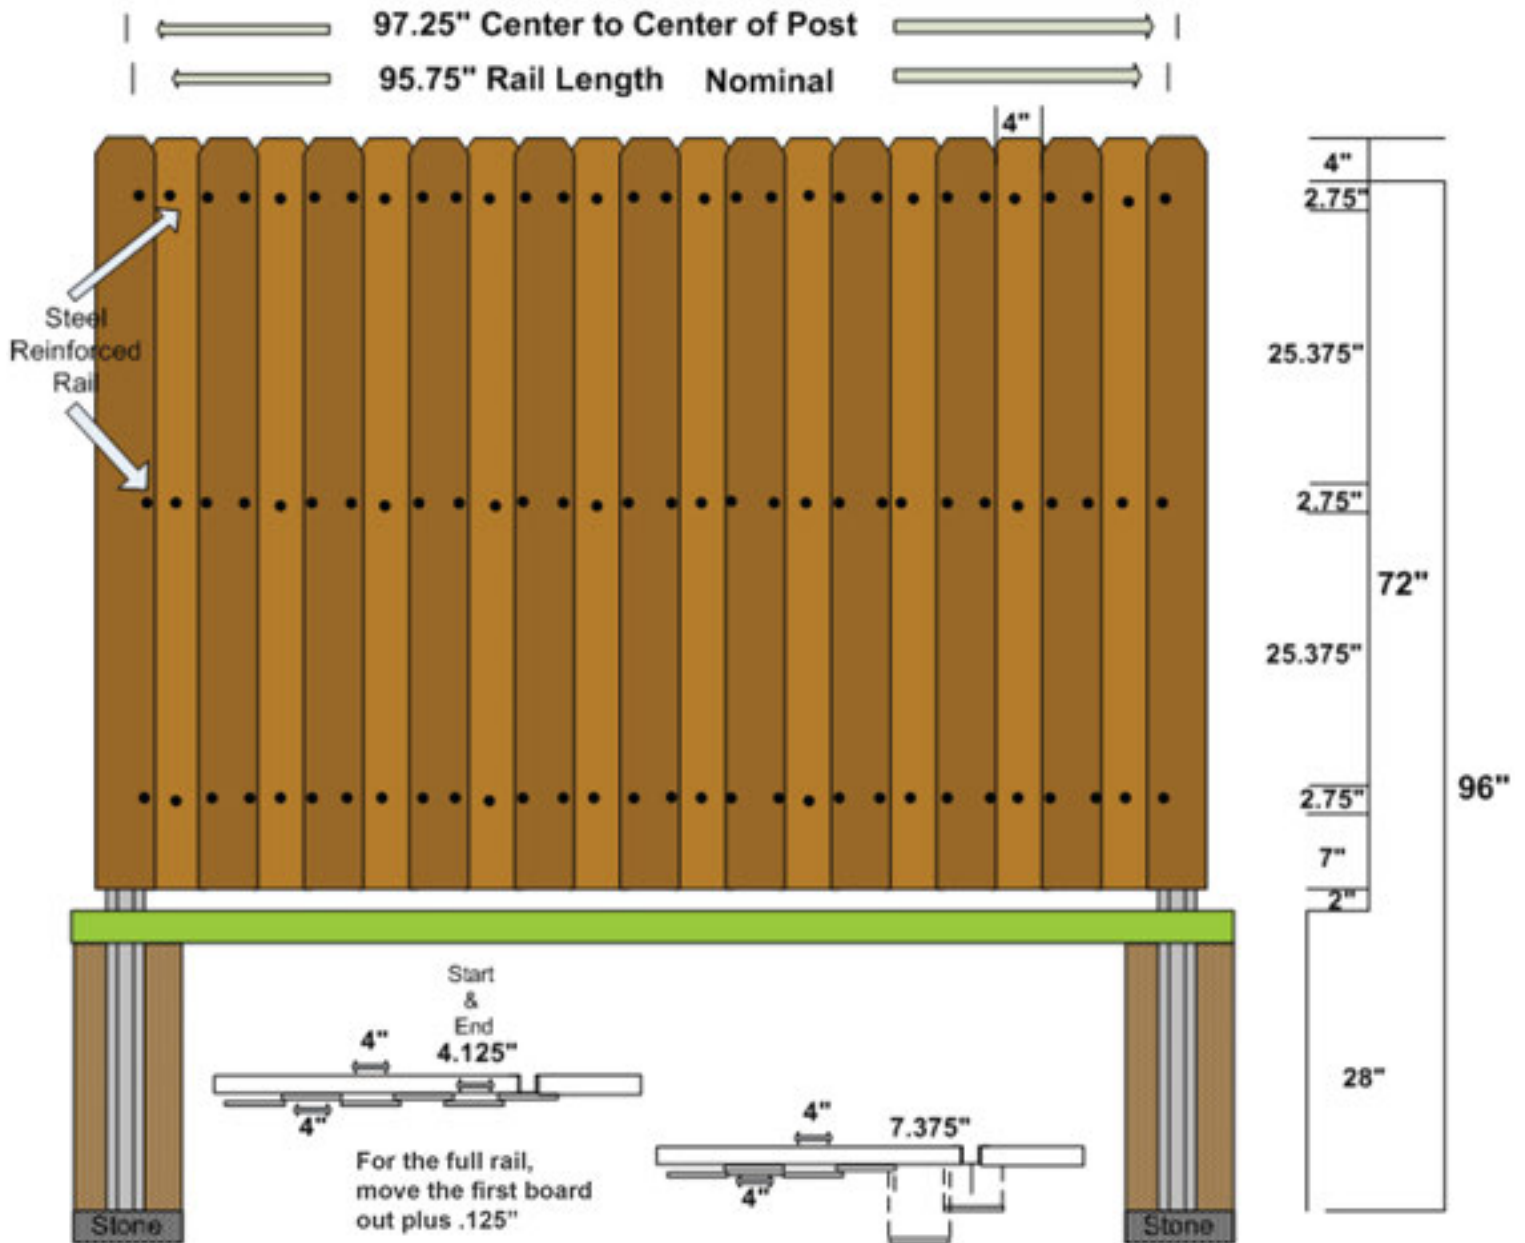 97.25" Center to Center of Post
95.75" Rail Length Nominal
4"
4"
2.75"
Steel
Reinforced
Rail
25.375"
2.75"
72"
25.375"
2.75"
96"
7"
2"
Start
&
End
4"
4.125"
4"
28"
4"
7.375"
4"
For the full rail,
move the first board
out plus .125”
Stone
Stone